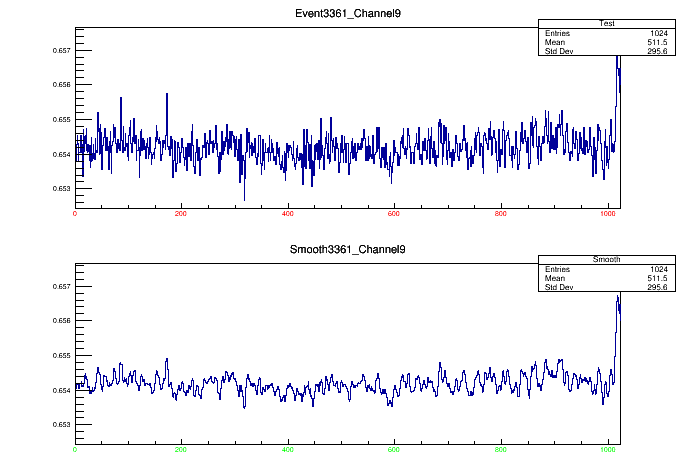 Event3361_Channel9
Test
Entries 1024
Mean 511.5
Std Dev 295.6
0.657
0.656
0.655
0.654
0.653
0 200 400 600 800 1000
Smooth3361_Channel9
Smooth
Entries 1024
Mean 511.5
Std Dev 295.6
0.657
0.656
0.655
0.654
0.653
0 200 400 600 800 1000